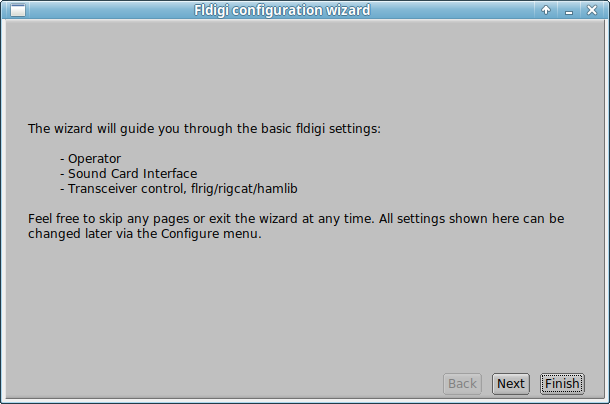 Fldigi configuration wizard
The wizard will guide you through the basic fldigi settings:
- Operator
- Sound Card Interface
- Transceiver control, flrig/rigcat/hamlib
Feel free to skip any pages or exit the wizard at any time. All settings shown here can be
changed later via the Configure menu.
Back Next Finish